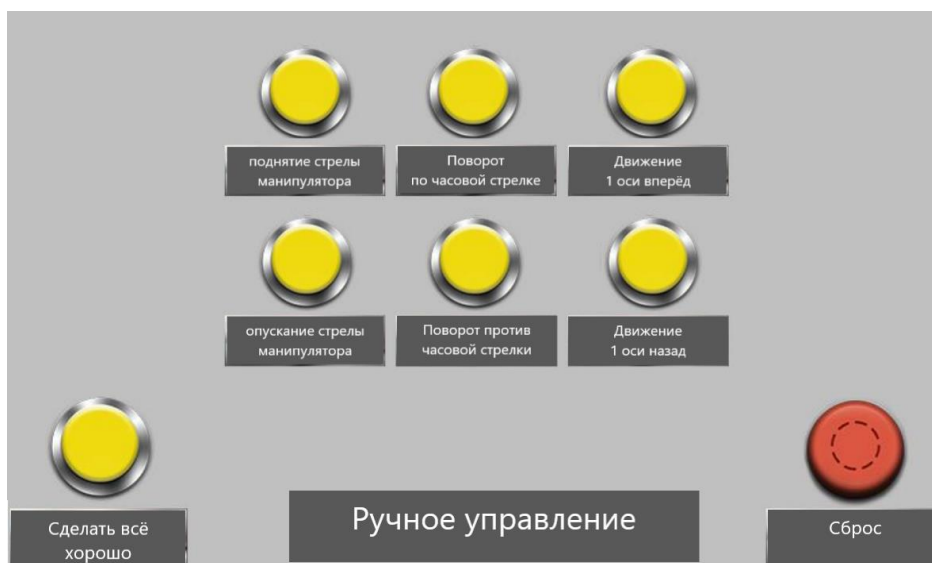 поднятие стрелы
манипулятора
Поворот
по часовой стрелке
Движение
1 оси вперёд
опускание стрелы
манипулятора
Поворот против
часовой стрелки
Движение
1 оси назад
Сделать всё
хорошо
Ручное управление
Сброс